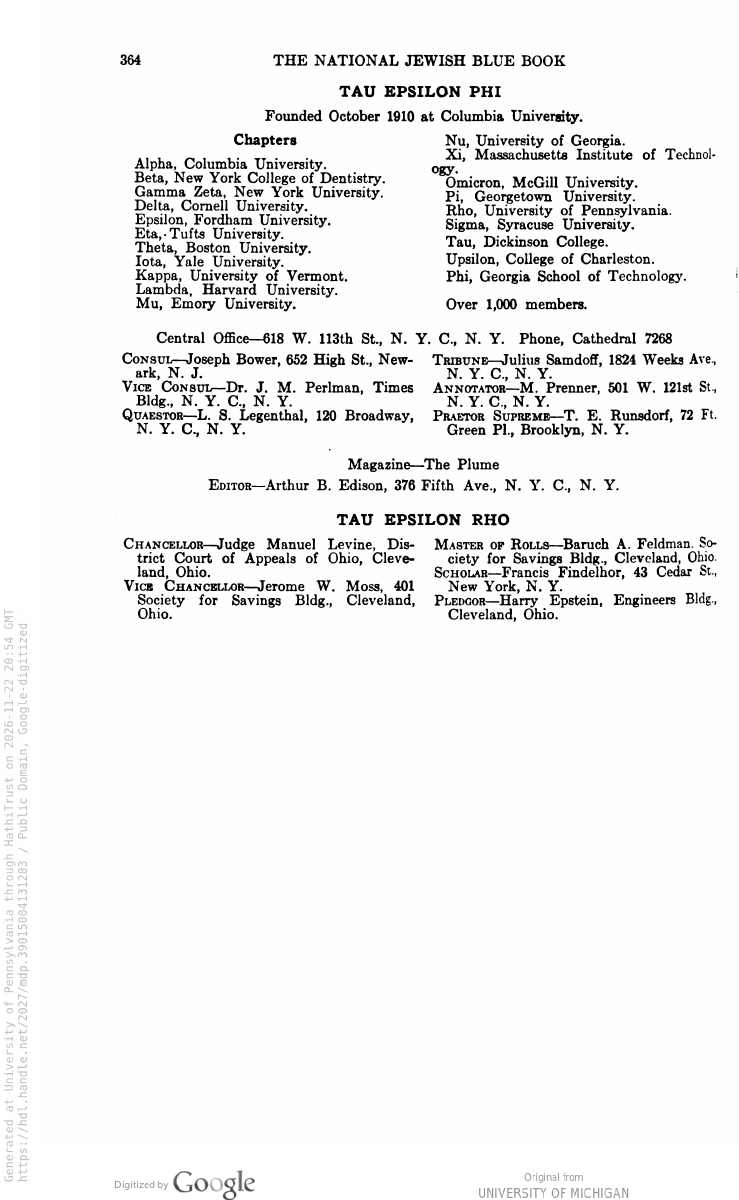 364
THE NATIONAL JEWISH BLUE BOOK
TAU EPSILON PHI
Founded October 1910 at Columbia University.
Chapters
Alpha, Columbia University.
Beta, New York College of Dentistry.
Gamma Zeta, New York University.
Delta, Cornell University.
Epsilon, Fordham University.
Eta, Tufts University.
Theta, Boston University.
Iota, Yale University.
Kappa, University of Vermont.
Lambda, Harvard University.
Mu, Emory University.
Nu, University of Georgia.
Xi, Massachusetts Institute of Technol-
ogy.
Omicron, McGill University.
Pi, Georgetown University.
Rho, University of Pennsylvania.
Sigma, Syracuse University.
Tau, Dickinson College.
Upsilon, College of Charleston.
Phi, Georgia School of Technology.
Over 1,000 members.
Central Office—618 W. 113th St., N. Y. C., N. Y. Phone, Cathedral 7268
CONSUL—Joseph Bower, 652 High St., New-
ark, N. J.
VICE CONSUL—Dr. J. M. Perlman, Times
Bldg., N. Y. C., N. Y.
QUAESTOR—L. S. Legenthal, 120 Broadway,
N. Y. C., N. Y.
TRIBUNE—Julius Samdoff, 1824 Weeks Ave.,
N. Y. C., N. Y.
ANNOTATOR—M. Prenner, 501 W. 121st St.,
N. Y. C., N. Y.
PRAETOR SUPREME—T. E. Runsdorf, 72 Ft.
Green Pl., Brooklyn, N. Y.
Magazine—The Plume
EDITOR—Arthur B. Edison, 376 Fifth Ave., N. Y. C., N. Y.
TAU EPSILON RHO
CHANCELLOR—Judge Manuel Levine, Dis-
trict Court of Appeals of Ohio, Cleve-
land, Ohio.
VICE CHANCELLOR—Jerome W. Moss, 401
Society for Savings Bldg., Cleveland,
Ohio.
MASTER OF ROLLS—Baruch A. Feldman. So-
ciety for Savings Bldg., Cleveland, Ohio.
SCHOLAR—Francis Findelhor, 43 Cedar St.,
New York, N. Y.
PLEDGOR—Harry Epstein, Engineers Bldg.,
Cleveland, Ohio.
Generated at University of Pennsylvania through HathiTrust on 2026-11-22 20:54 GMT
https://hdl.handle.net/2027/mdp.39015084131203 / Public Domain, Google-digitized
Digitized by Google
Original from
UNIVERSITY OF MICHIGAN